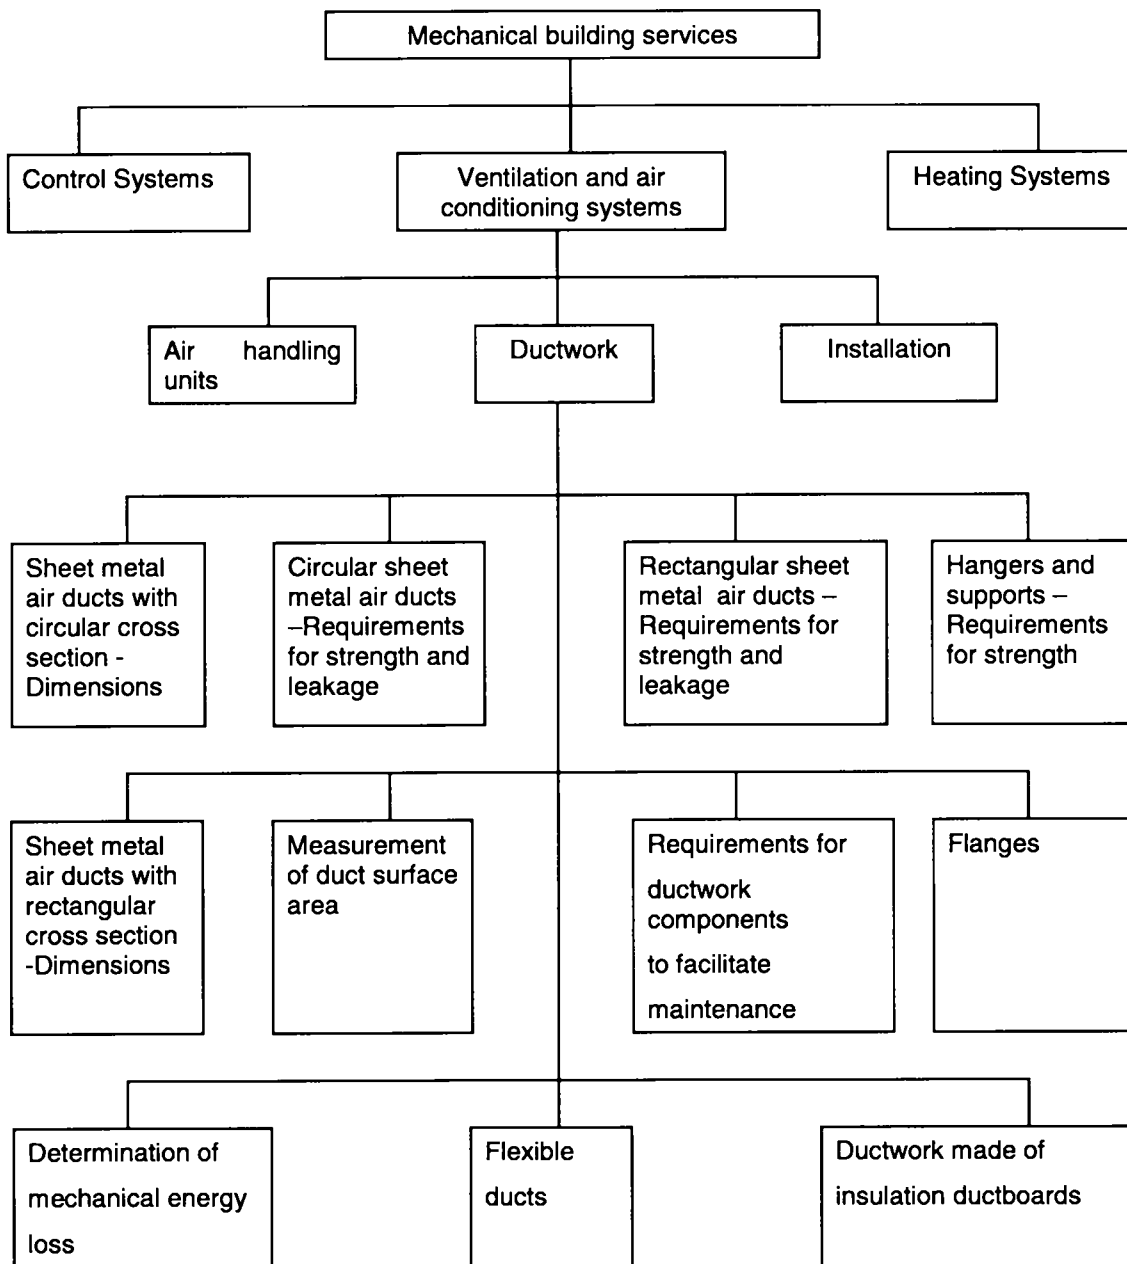 Mechanical building services
Control Systems
Ventilation and air
conditioning systems
Heating Systems
Air handling
units
Ductwork
Installation
Sheet metal
air ducts with
circular cross
section -
Dimensions
Circular sheet
metal air ducts
–Requirements
for strength and
leakage
Rectangular sheet
metal air ducts –
Requirements for
strength and
leakage
Hangers and
supports –
Requirements
for strength
Sheet metal
air ducts with
rectangular
cross section
-Dimensions
Measurement
of duct surface
area
Requirements for
ductwork
components
to facilitate
maintenance
Flanges
Determination of
mechanical energy
loss
Flexible
ducts
Ductwork made of
insulation ductboards